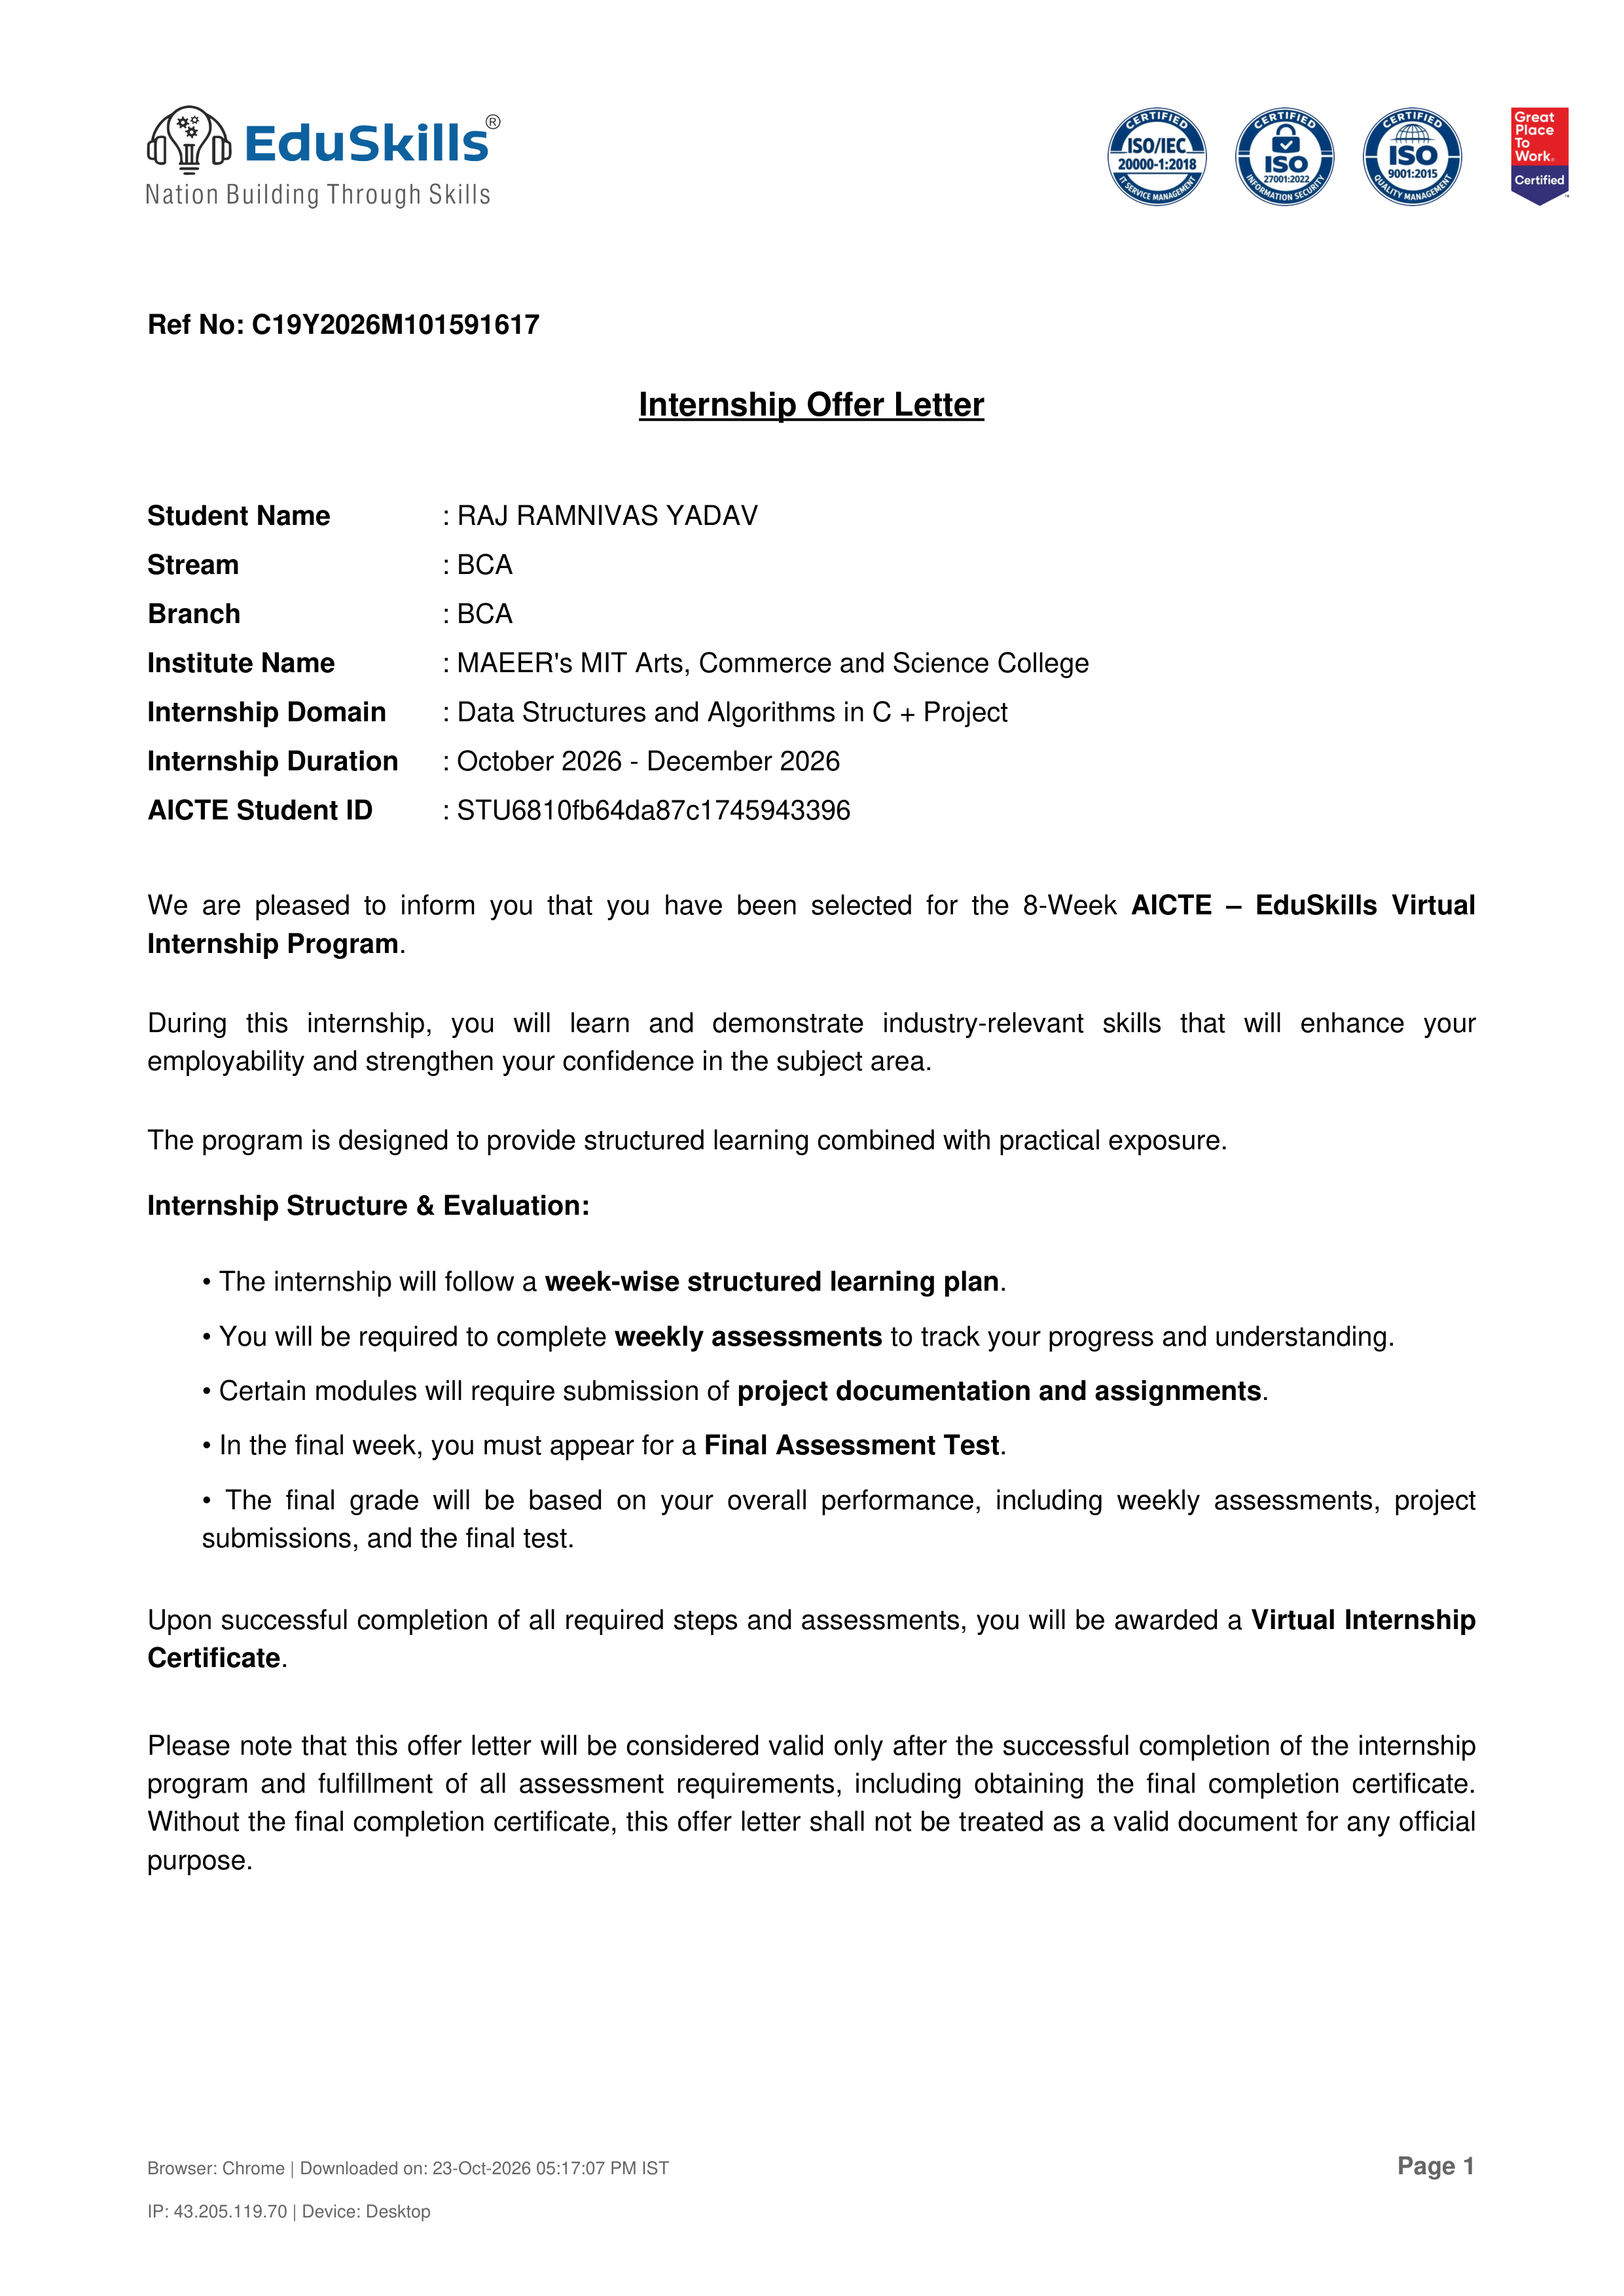 EduSkills®
Nation Building Through Skills
CERTIFIED
ISO/IEC
20000-1:2018
IT SERVICE MANAGEMENT
CERTIFIED
ISO
27001:2022
INFORMATION SECURITY
CERTIFIED
ISO
9001:2015
QUALITY MANAGEMENT
Great
Place
To
Work.
Certified
Ref No: C19Y2026M101591617
Internship Offer Letter
Student Name : RAJ RAMNIVAS YADAV
Stream : BCA
Branch : BCA
Institute Name : MAEER's MIT Arts, Commerce and Science College
Internship Domain : Data Structures and Algorithms in C + Project
Internship Duration : October 2026 - December 2026
AICTE Student ID : STU6810fb64da87c1745943396
We are pleased to inform you that you have been selected for the 8-Week AICTE – EduSkills Virtual
Internship Program.
During this internship, you will learn and demonstrate industry-relevant skills that will enhance your
employability and strengthen your confidence in the subject area.
The program is designed to provide structured learning combined with practical exposure.
Internship Structure & Evaluation:
• The internship will follow a week-wise structured learning plan.
• You will be required to complete weekly assessments to track your progress and understanding.
• Certain modules will require submission of project documentation and assignments.
• In the final week, you must appear for a Final Assessment Test.
• The final grade will be based on your overall performance, including weekly assessments, project
submissions, and the final test.
Upon successful completion of all required steps and assessments, you will be awarded a Virtual Internship
Certificate.
Please note that this offer letter will be considered valid only after the successful completion of the internship
program and fulfillment of all assessment requirements, including obtaining the final completion certificate.
Without the final completion certificate, this offer letter shall not be treated as a valid document for any official
purpose.
Browser: Chrome | Downloaded on: 23-Oct-2026 05:17:07 PM IST
Page 1
IP: 43.205.119.70 | Device: Desktop